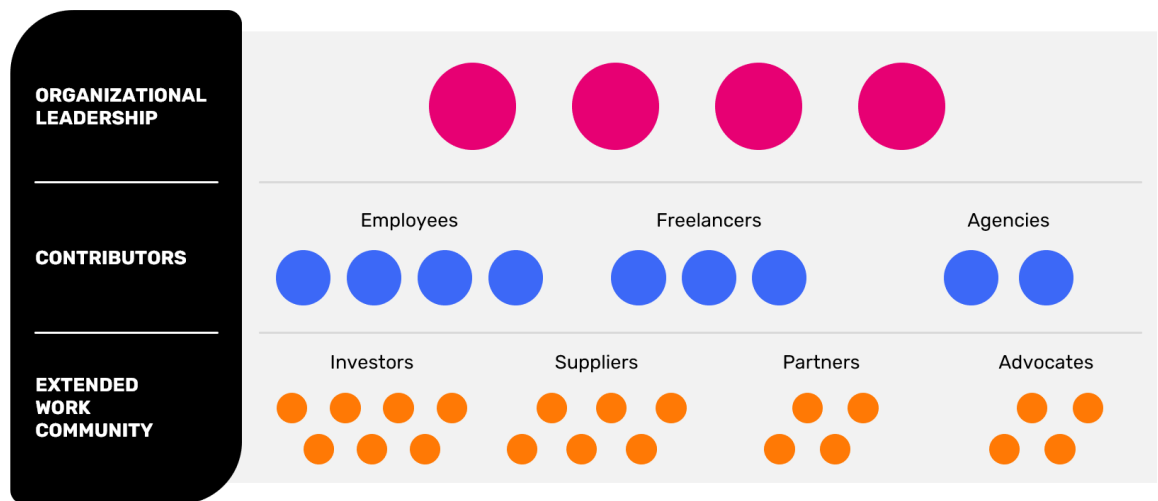 ORGANIZATIONAL
LEADERSHIP
CONTRIBUTORS
Employees
Freelancers
Agencies
EXTENDED
WORK
COMMUNITY
Investors
Suppliers
Partners
Advocates